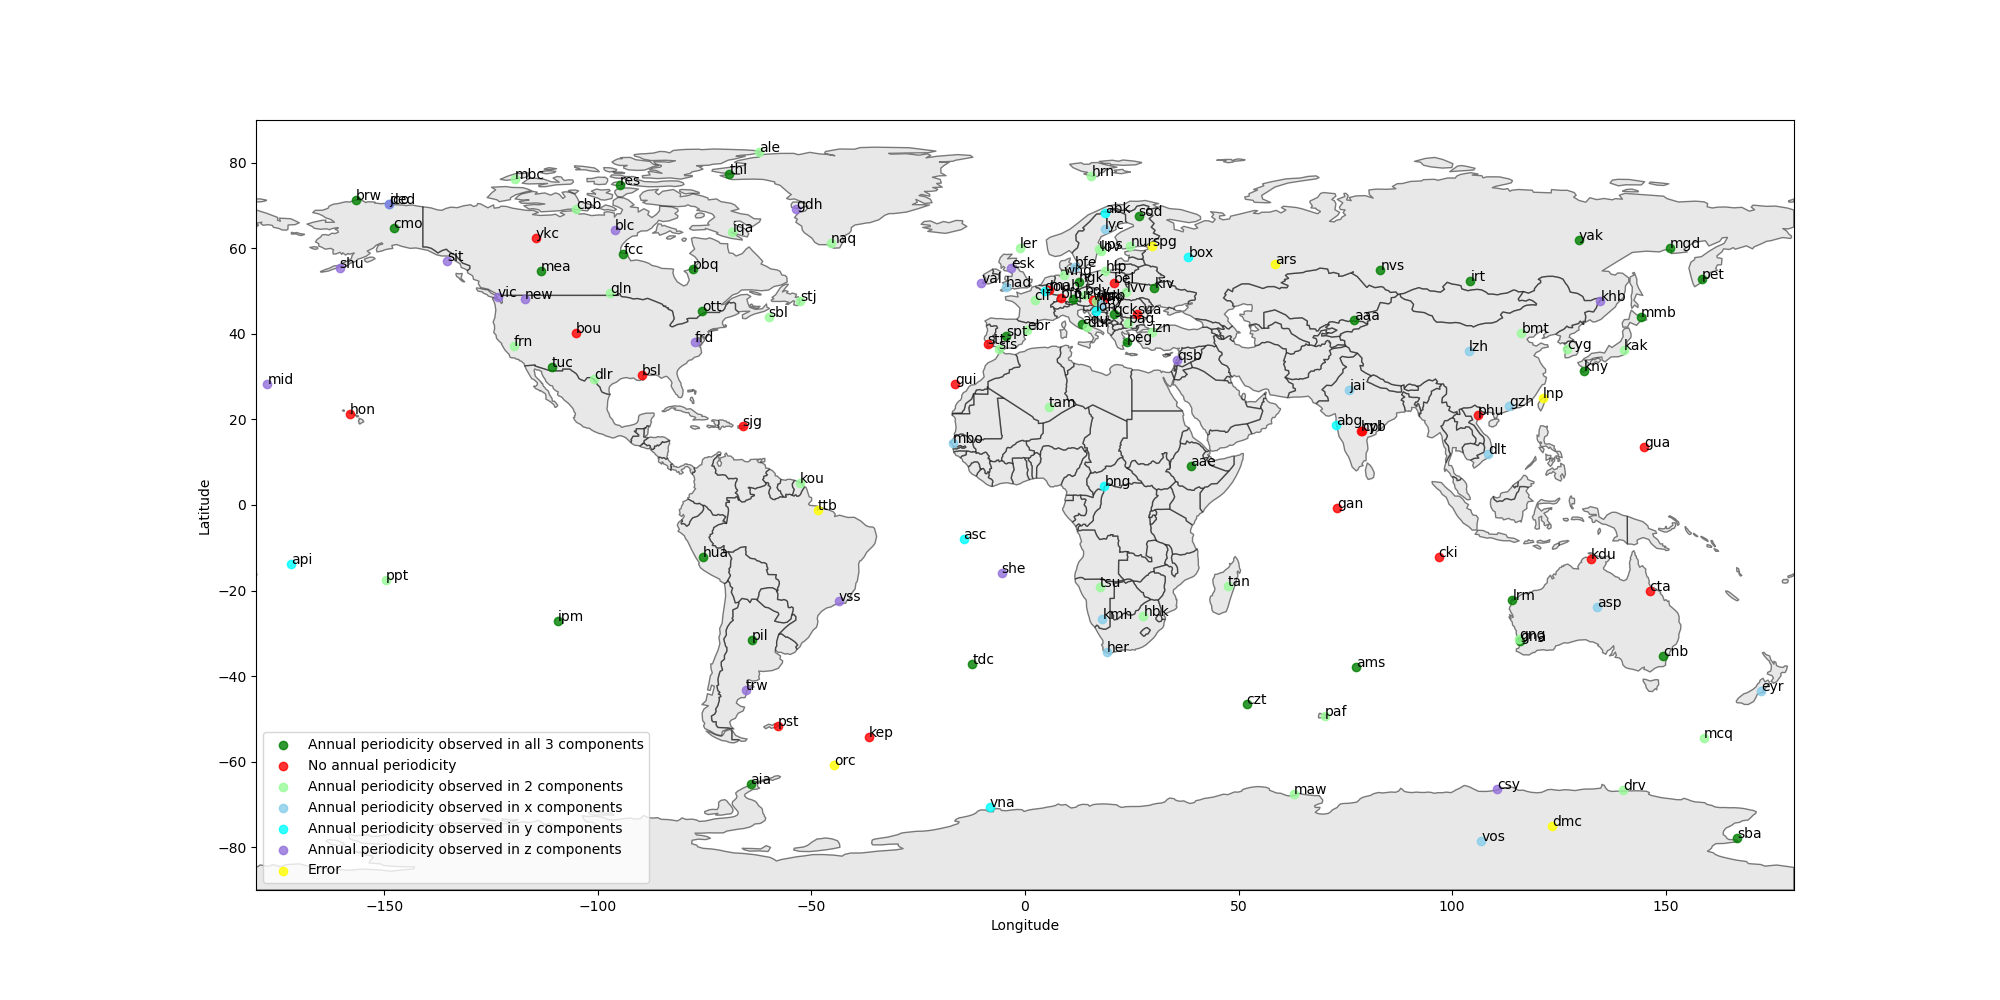 ale
hrn
thl
mbc
res
brw
ded
cbb
gdh
abk
sod
cmo
blc
iqa
lyc
ykc
naq
ler
ups
nur
spg
yak
mgd
fcc
box
shu
sit
mea
pbq
esk
bfe
hlp
ars
nvs
irt
pet
val
had
wng
ngk
bel
kiv
vic
new
gln
stj
lvv
khb
ott
sbl
clf
aaa
mmb
bou
ebr
spt
pag
izn
bmt
frn
frd
sfs
peg
lzh
cyg
kak
tuc
bsl
qsb
kny
mid
dlr
gui
jai
lnp
hon
sjg
tam
abg
gzh
phu
mbo
gua
dlt
aae
kou
bng
ttb
gan
asc
hua
cki
kdu
api
ppt
she
tsu
tan
cta
vss
lrm
asp
ipm
kmh
hbk
pil
her
gna
cnb
tdc
ams
trw
eyr
czt
pst
paf
kep
mcq
orc
aia
vna
maw
csy
drv
dmc
vos
sba
80
60
40
20
0
−20
−40
−60
−80
Latitude
−150
−100
−50
0
50
100
150
Longitude
Annual periodicity observed in all 3 components
No annual periodicity
Annual periodicity observed in 2 components
Annual periodicity observed in x components
Annual periodicity observed in y components
Annual periodicity observed in z components
Error